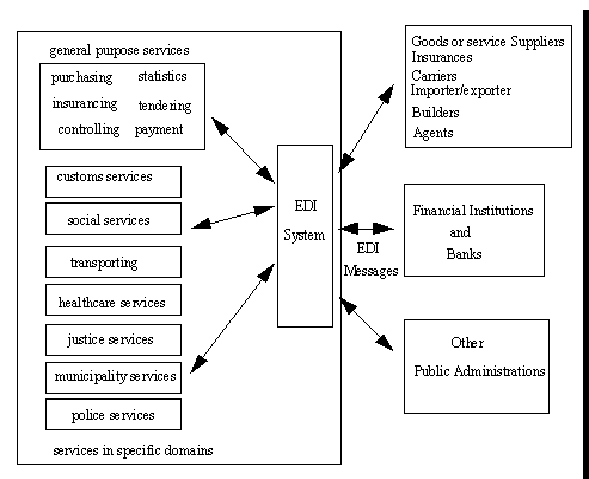 general purpose services
purchasing statistics
insurancing tendering
controlling payment
customs services
social services
transporting
healthcare services
justice services
municipality services
police services
services in specific domains
EDI
System
EDI
Messages
Goods or service Suppliers
Insurances
Carriers
Importer/exporter
Builders
Agents
Financial Institutions
and
Banks
Other
Public Administrations